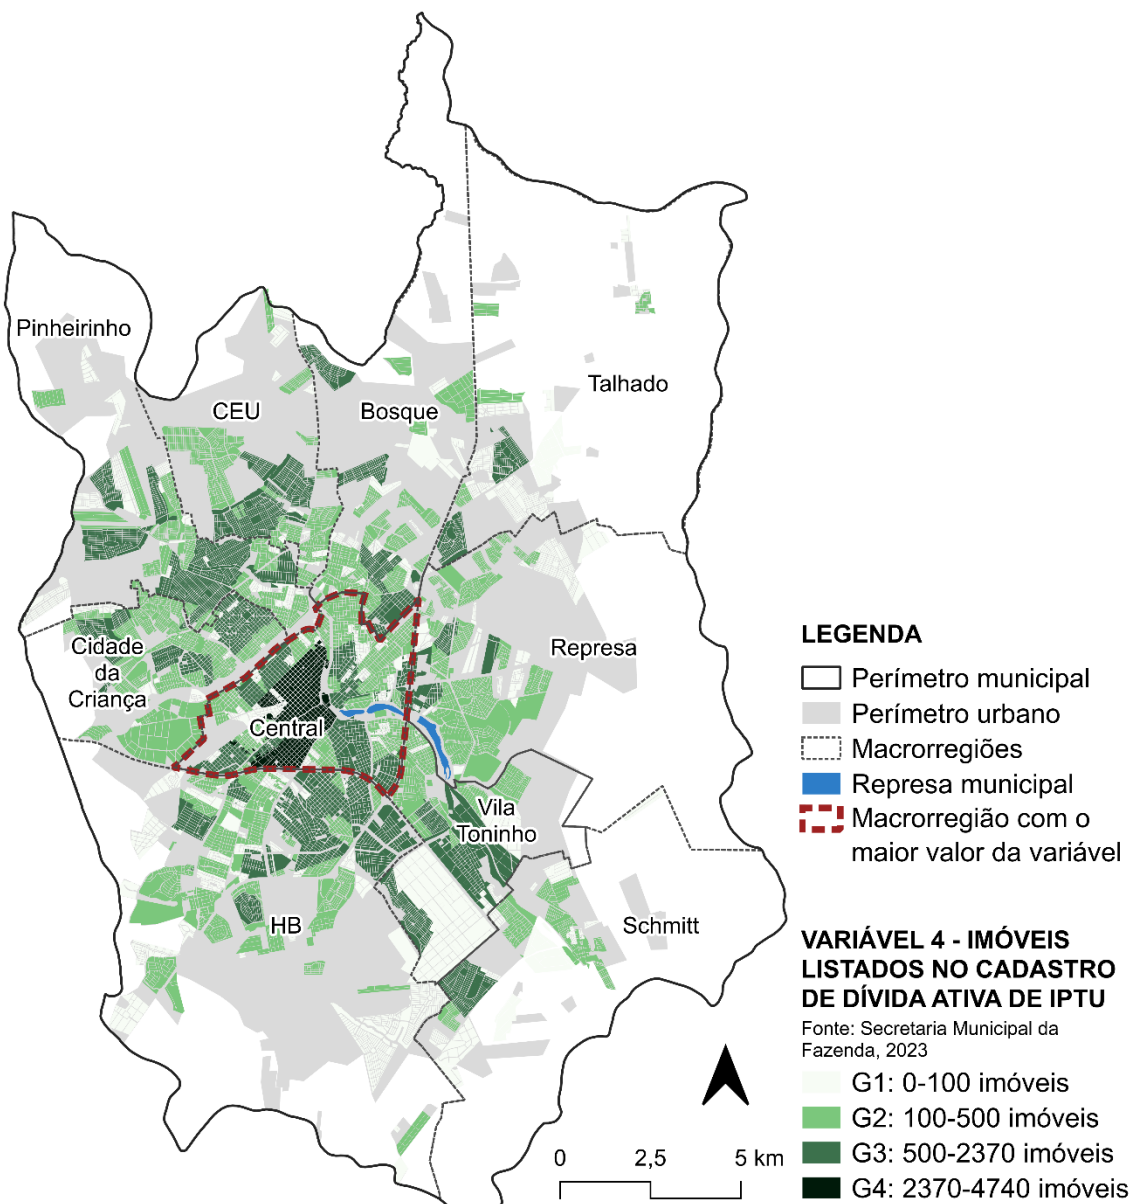 Pinheirinho
CEU
Bosque
Talhado
Cidade
da
Criança
Central
Represa
Vila
Toninho
HB
Schmitt
0
2,5
5 km
LEGENDA
Perímetro municipal
Perímetro urbano
Macrorregiões
Represa municipal
Macrorregião com o
maior valor da variável
VARIÁVEL 4 - IMÓVEIS
LISTADOS NO CADASTRO
DE DÍVIDA ATIVA DE IPTU
Fonte: Secretaria Municipal da
Fazenda, 2023
G1: 0-100 imóveis
G2: 100-500 imóveis
G3: 500-2370 imóveis
G4: 2370-4740 imóveis